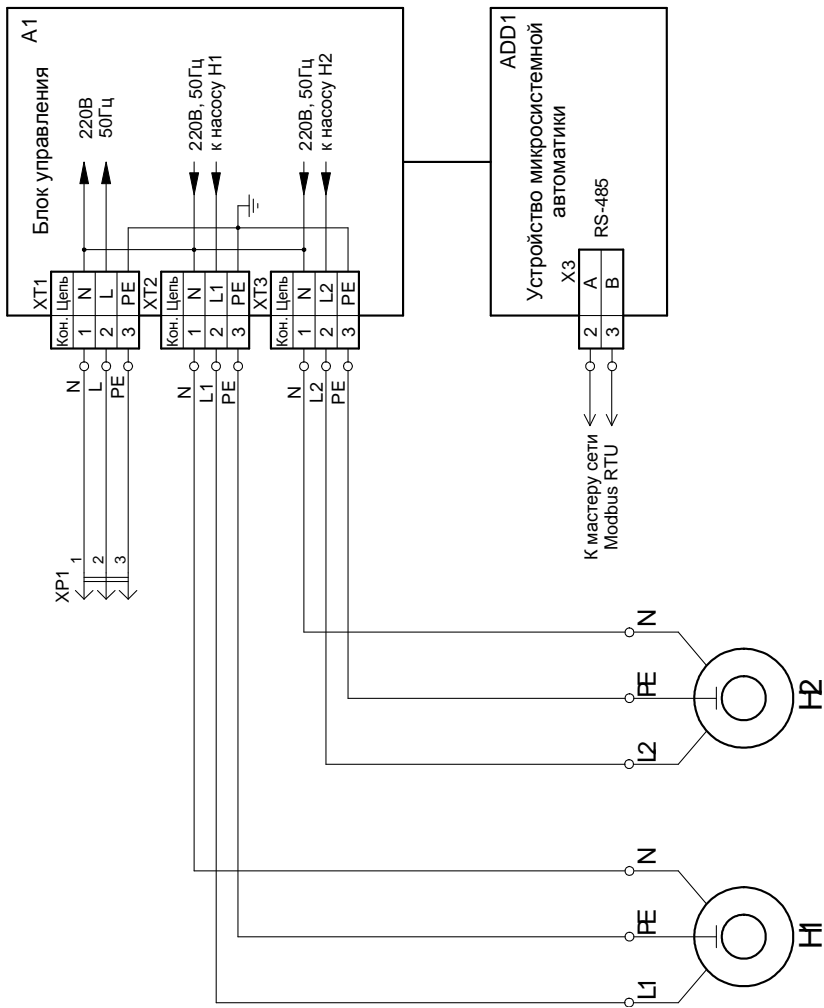 A1
Блок управления
220В
50Гц
220В, 50Гц
к насосу Н1
220В, 50Гц
к насосу Н2
XT1
Кон. Цепь
1 N
2 L
3 PE
XT2
Кон. Цепь
1 N
2 L1
3 PE
XT3
Кон. Цепь
1 N
2 L2
3 PE
N
L
PE
N
L1
PE
N
L2
PE
XP1
1
2
3
ADD1
Устройство микросистемной
автоматики
RS-485
X3
2 A
3 B
К мастеру сети
Modbus RTU
N
PE
L2
Н2
N
PE
L1
Н1